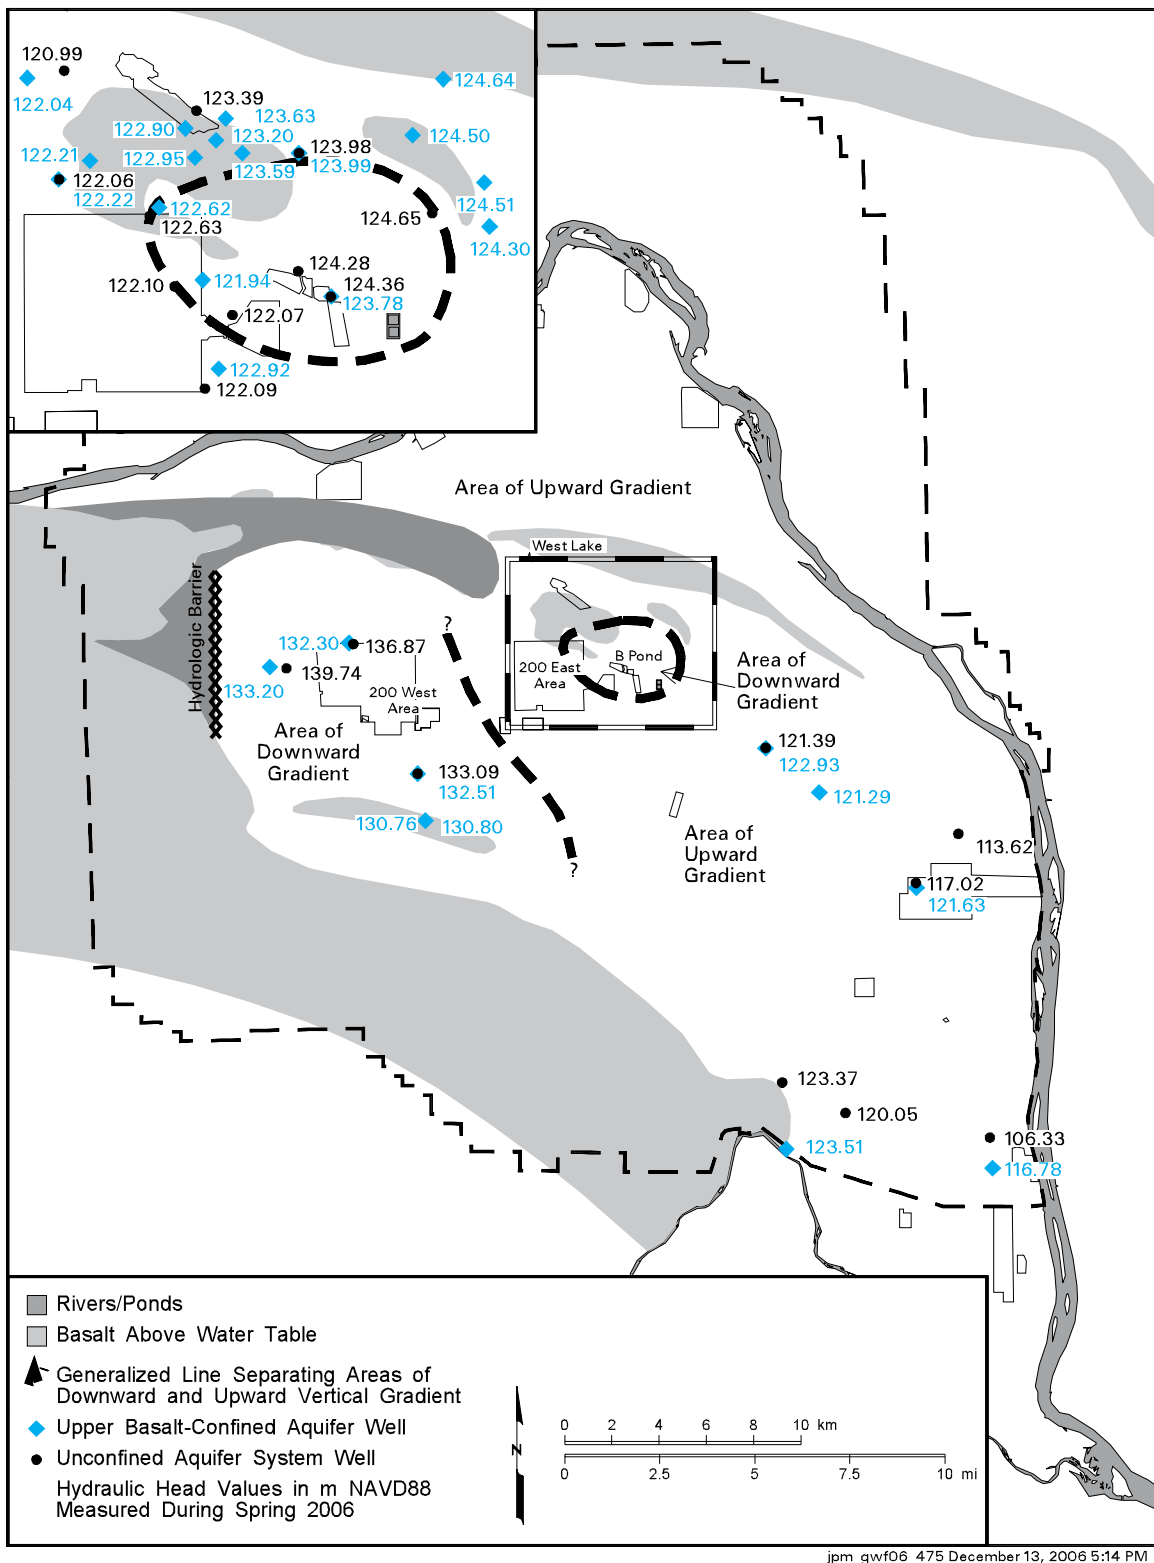 120.99
122.04
123.39
123.63
122.90
123.20
122.21
122.95
123.59
123.98
123.99
124.64
124.50
122.06
122.22
122.62
122.63
124.65
124.51
124.30
124.28
122.10
121.94
124.36
123.78
122.07
122.92
122.09
Area of Upward Gradient
West Lake
Hydrologic Barrier
?
132.30
136.87
139.74
133.20
200 West
Area
B Pond
200 East
Area
Area of
Downward
Gradient
Area of
Downward
Gradient
121.39
122.93
133.09
132.51
121.29
130.76
130.80
Area of
Upward
Gradient
?
113.62
117.02
121.63
123.37
120.05
123.51
106.33
116.78
Rivers/Ponds
Basalt Above Water Table
Generalized Line Separating Areas of
Downward and Upward Vertical Gradient
Upper Basalt-Confined Aquifer Well
Unconfined Aquifer System Well
Hydraulic Head Values in m NAVD88
Measured During Spring 2006
N
0 2 4 6 8 10 km
0 2.5 5 7.5 10 mi
jpm_gwf06_475 December 13, 2006 5:14 PM